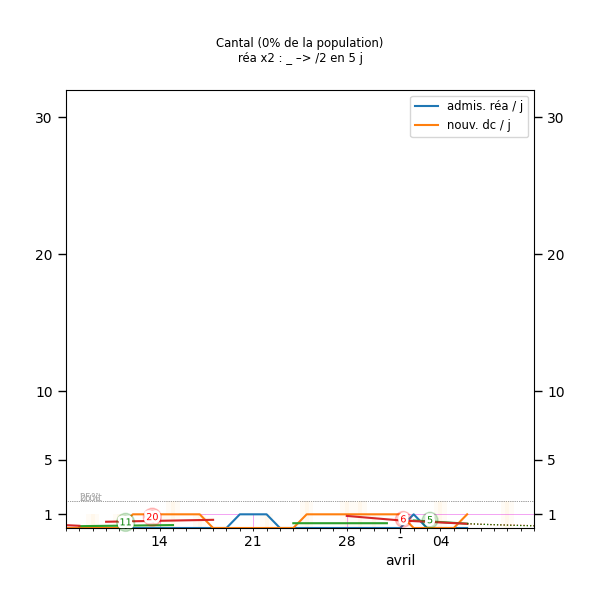 Cantal (0% de la population)
réa x2 : _ –> /2 en 5 j
admis. réa / j
nouv. dc / j
30 30
20 20
10 10
5 5
1 1
11 20 6 5
14 21 28 - 04
avril